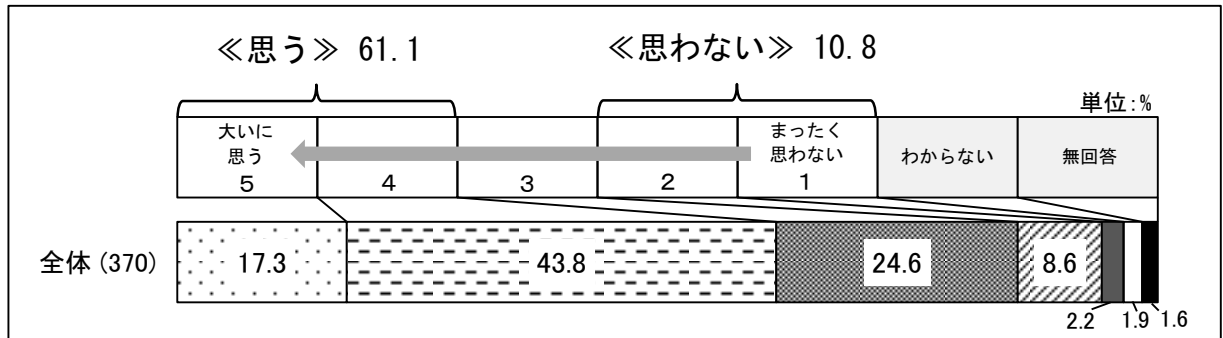 ≪思う≫ 61.1 ≪思わない≫ 10.8
単位:%
大いに まったく
思う 思わない わからない 無回答
5 4 3 2 1
全体(370) 17.3 43.8 24.6 8.6
2.2 1.9 1.6